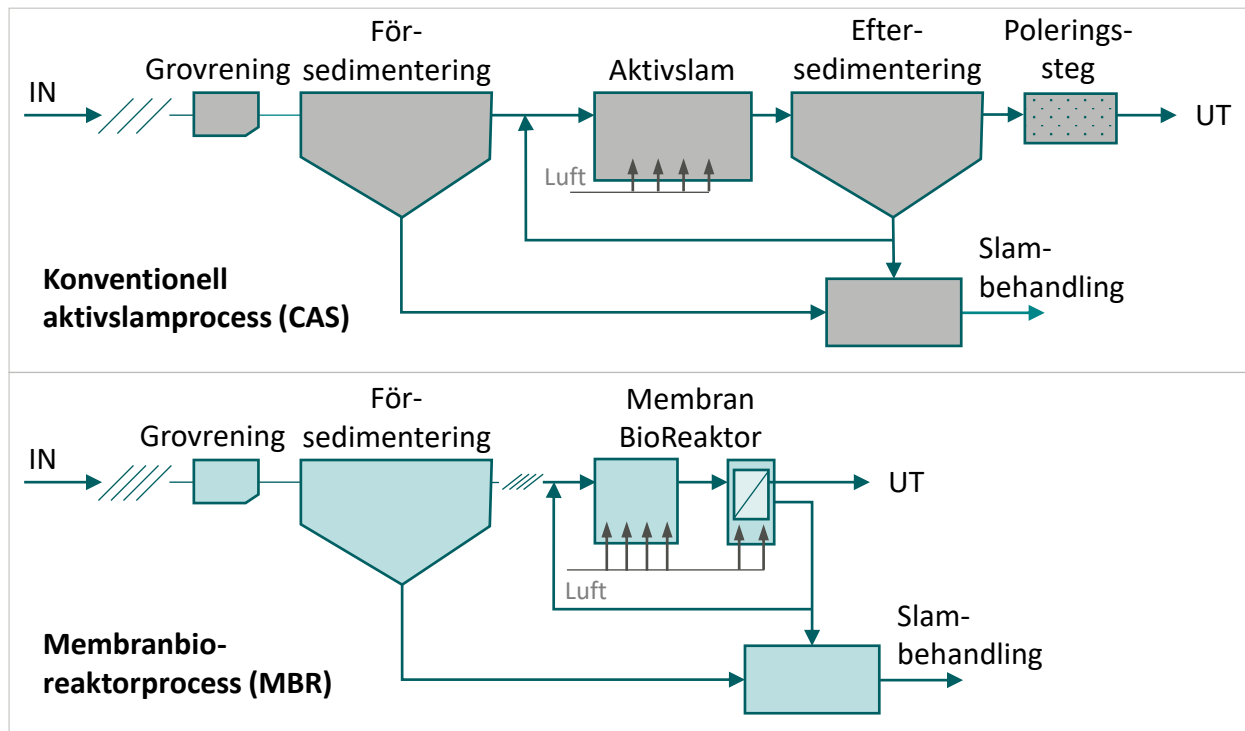 För-
sedimentering
Efter-
sedimentering
Polerings-
steg
Grovrening
Aktivslam
IN
UT
Luft
Slam-
behandling
Konventionell
aktivslamprocess (CAS)
För-
sedimentering
Membran
BioReaktor
Grovrening
IN
UT
Luft
Slam-
behandling
Membranbio-
reaktorprocess (MBR)